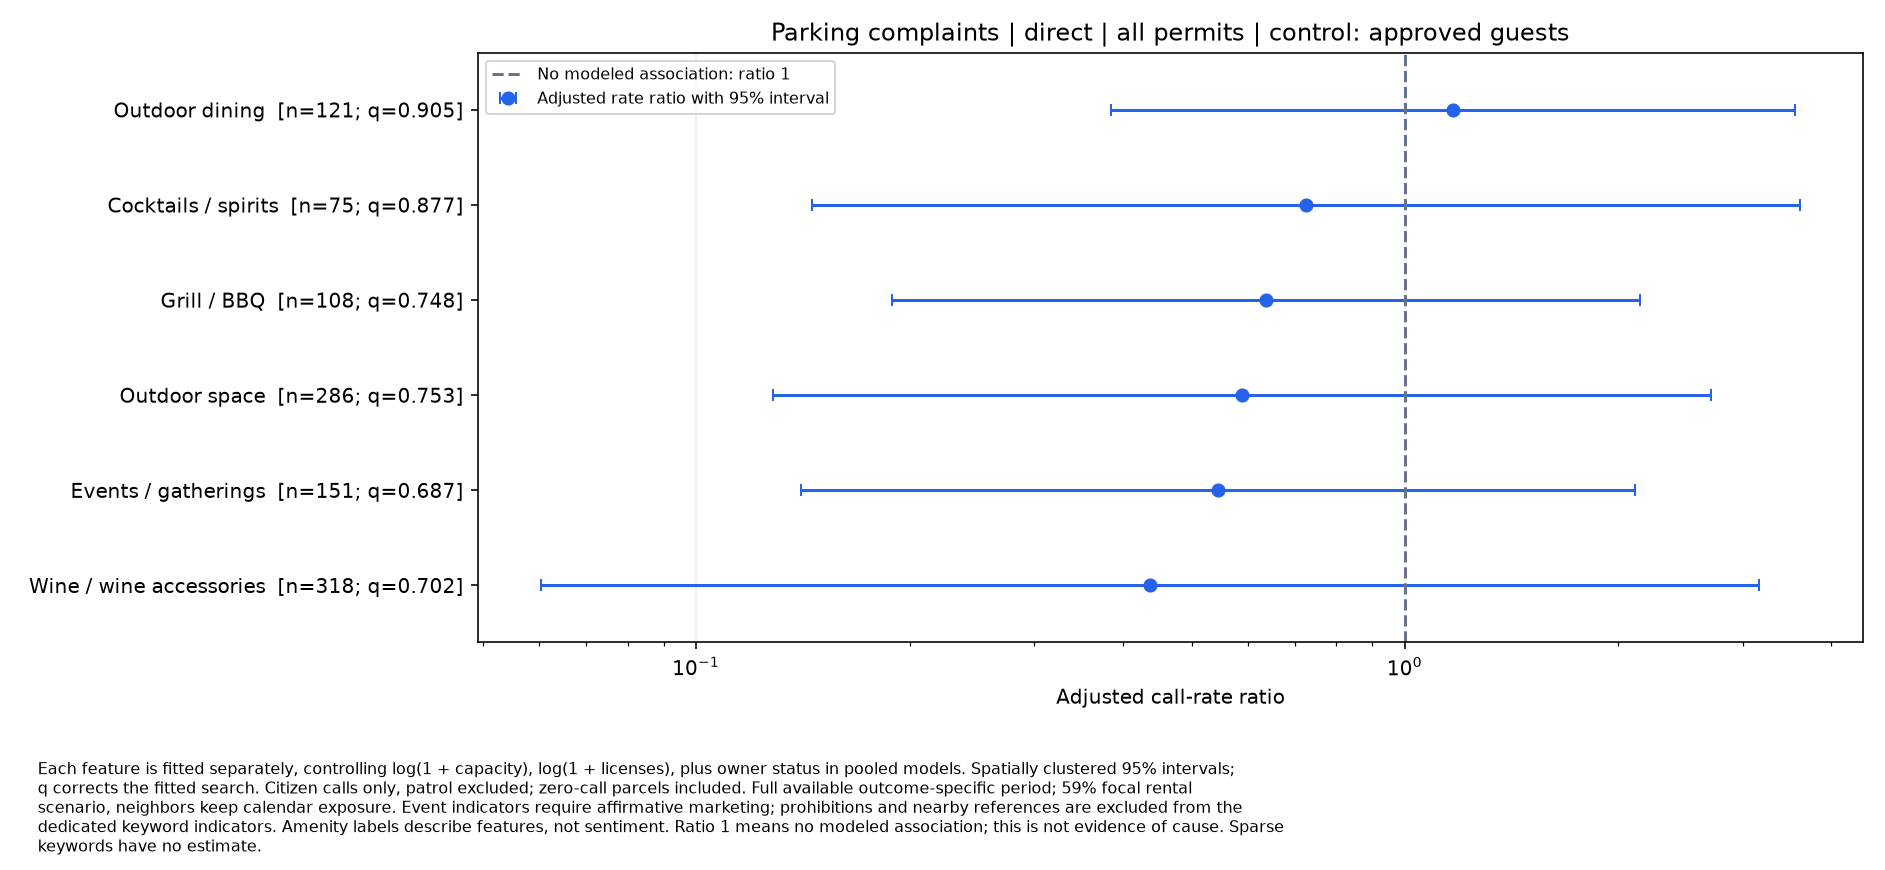 Parking complaints | direct | all permits | control: approved guests
No modeled association: ratio 1
Adjusted rate ratio with 95% interval
Outdoor dining [n=121; q=0.905]
Cocktails / spirits [n=75; q=0.877]
Grill / BBQ [n=108; q=0.748]
Outdoor space [n=286; q=0.753]
Events / gatherings [n=151; q=0.687]
Wine / wine accessories [n=318; q=0.702]
10⁻¹ 10⁰
Adjusted call-rate ratio
Each feature is fitted separately, controlling log(1 + capacity), log(1 + licenses), plus owner status in pooled models. Spatially clustered 95% intervals;
q corrects the fitted search. Citizen calls only, patrol excluded; zero-call parcels included. Full available outcome-specific period; 59% focal rental
scenario, neighbors keep calendar exposure. Event indicators require affirmative marketing; prohibitions and nearby references are excluded from the
dedicated keyword indicators. Amenity labels describe features, not sentiment. Ratio 1 means no modeled association; this is not evidence of cause. Sparse
keywords have no estimate.